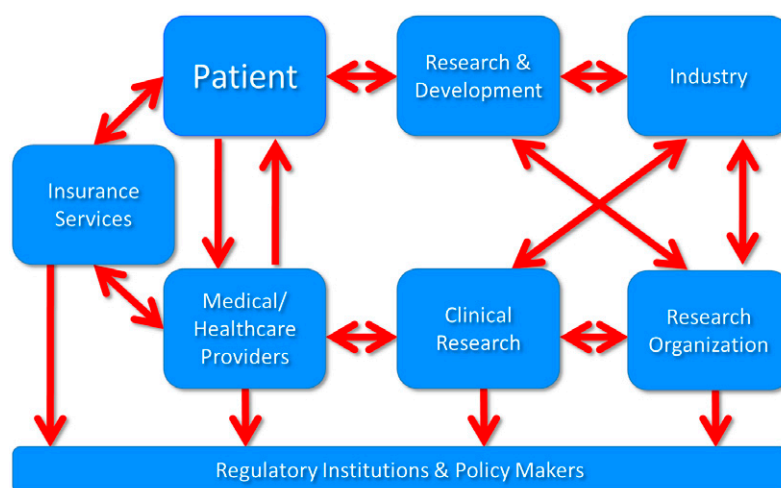 Patient
Research &
Development
Industry
Insurance
Services
Medical/
Healthcare
Providers
Clinical
Research
Research
Organization
Regulatory Institutions & Policy Makers